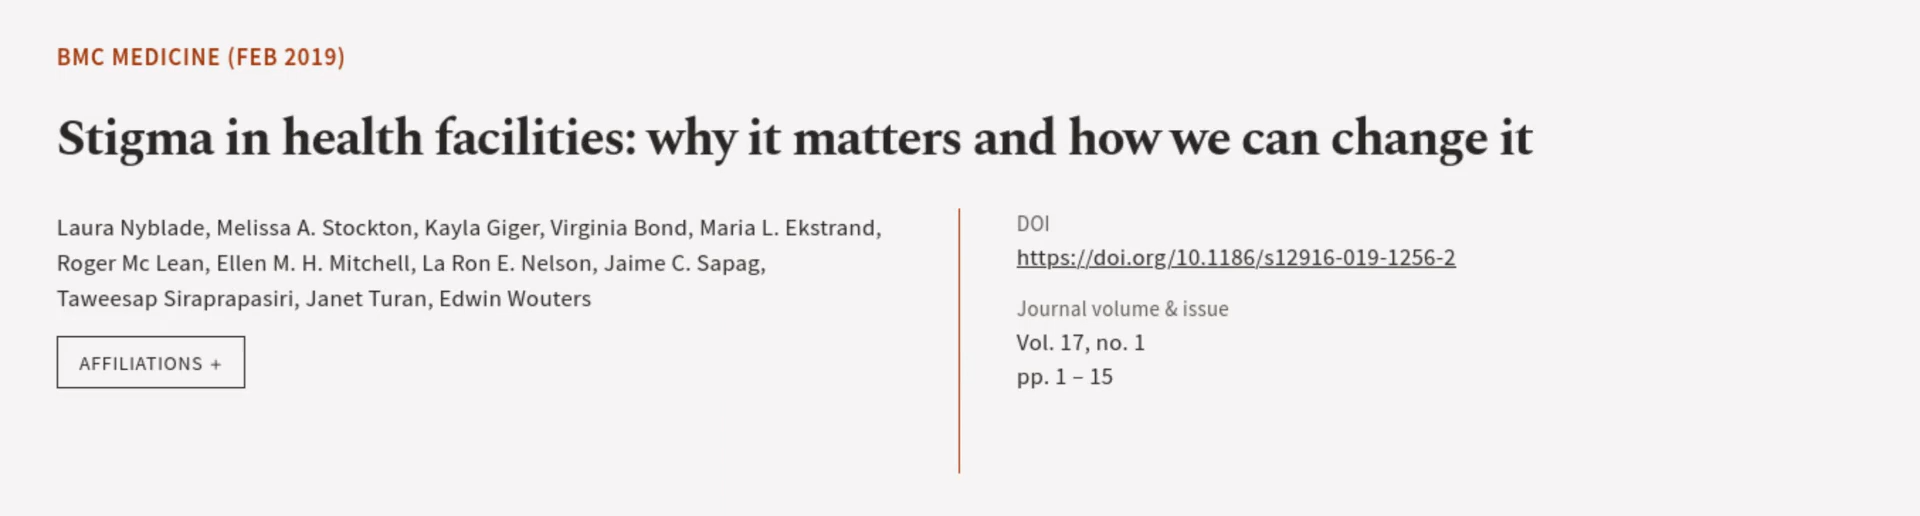 BMC MEDICINE (FEB 2019)
Stigma in health facilities: why it matters and how we can change it
Laura Nyblade, Melissa A. Stockton, Kayla Giger, Virginia Bond, Maria L. Ekstrand,
Roger Mc Lean, Ellen M. H. Mitchell, La Ron E. Nelson, Jaime C. Sapag,
Taweesap Siraprapasiri, Janet Turan, Edwin Wouters
AFFILIATIONS +
DOI
https://doi.org/10.1186/s12916-019-1256-2
Journal volume & issue
Vol. 17, no. 1
pp. 1 – 15